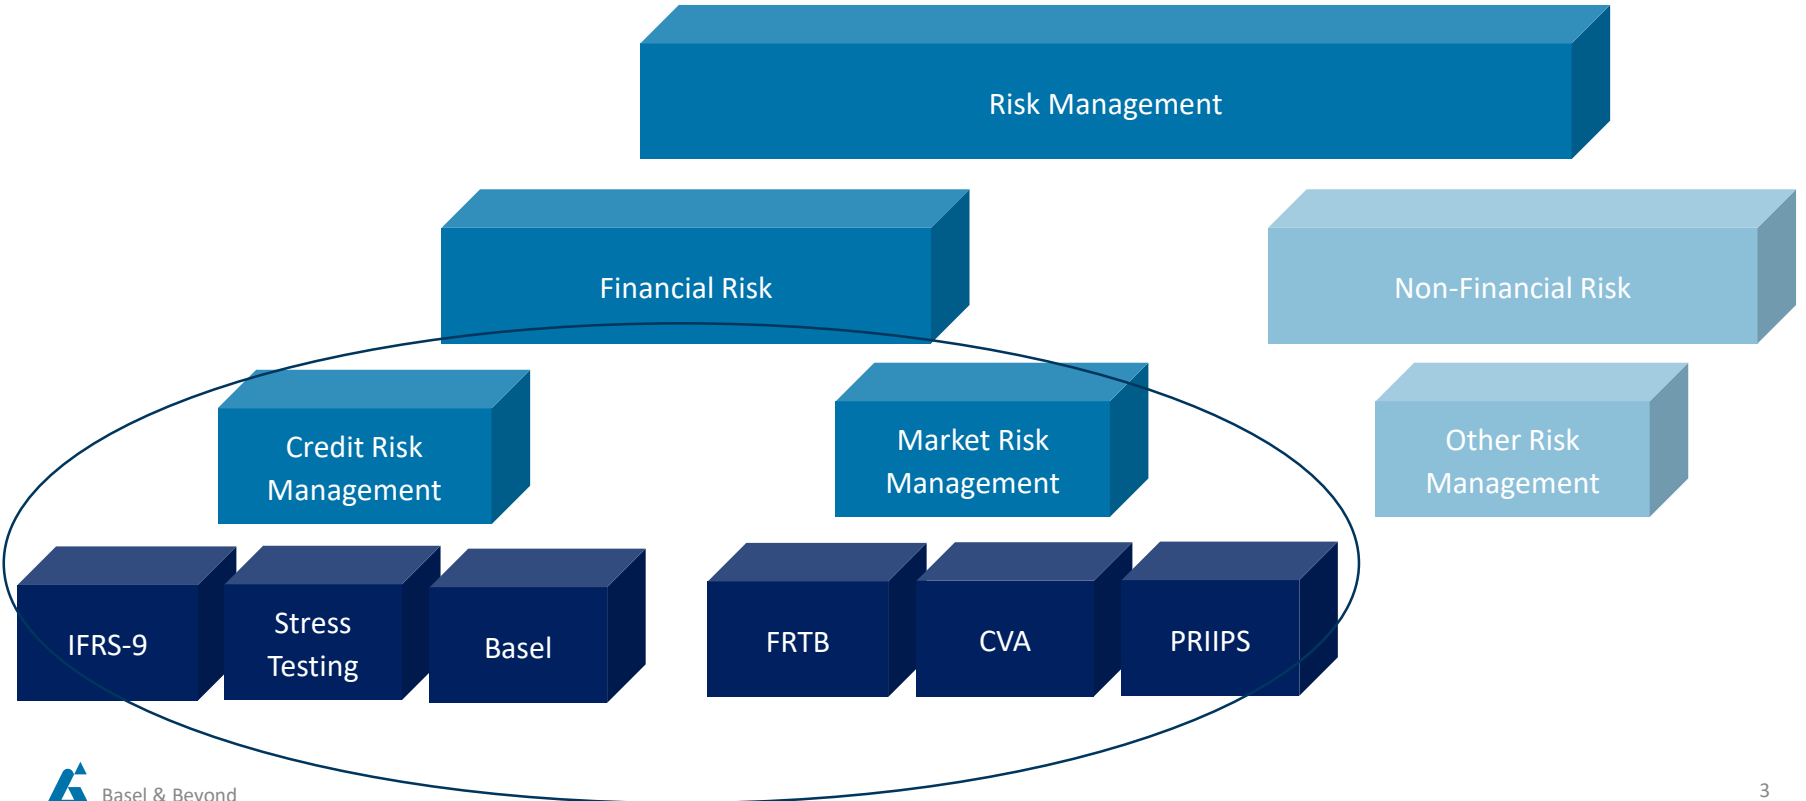 Risk Management
Financial Risk
Non-Financial Risk
Credit Risk
Management
Market Risk
Management
Other Risk
Management
IFRS-9
Stress
Testing
Basel
FRTB
CVA
PRIIPS
Basel & Beyond
3